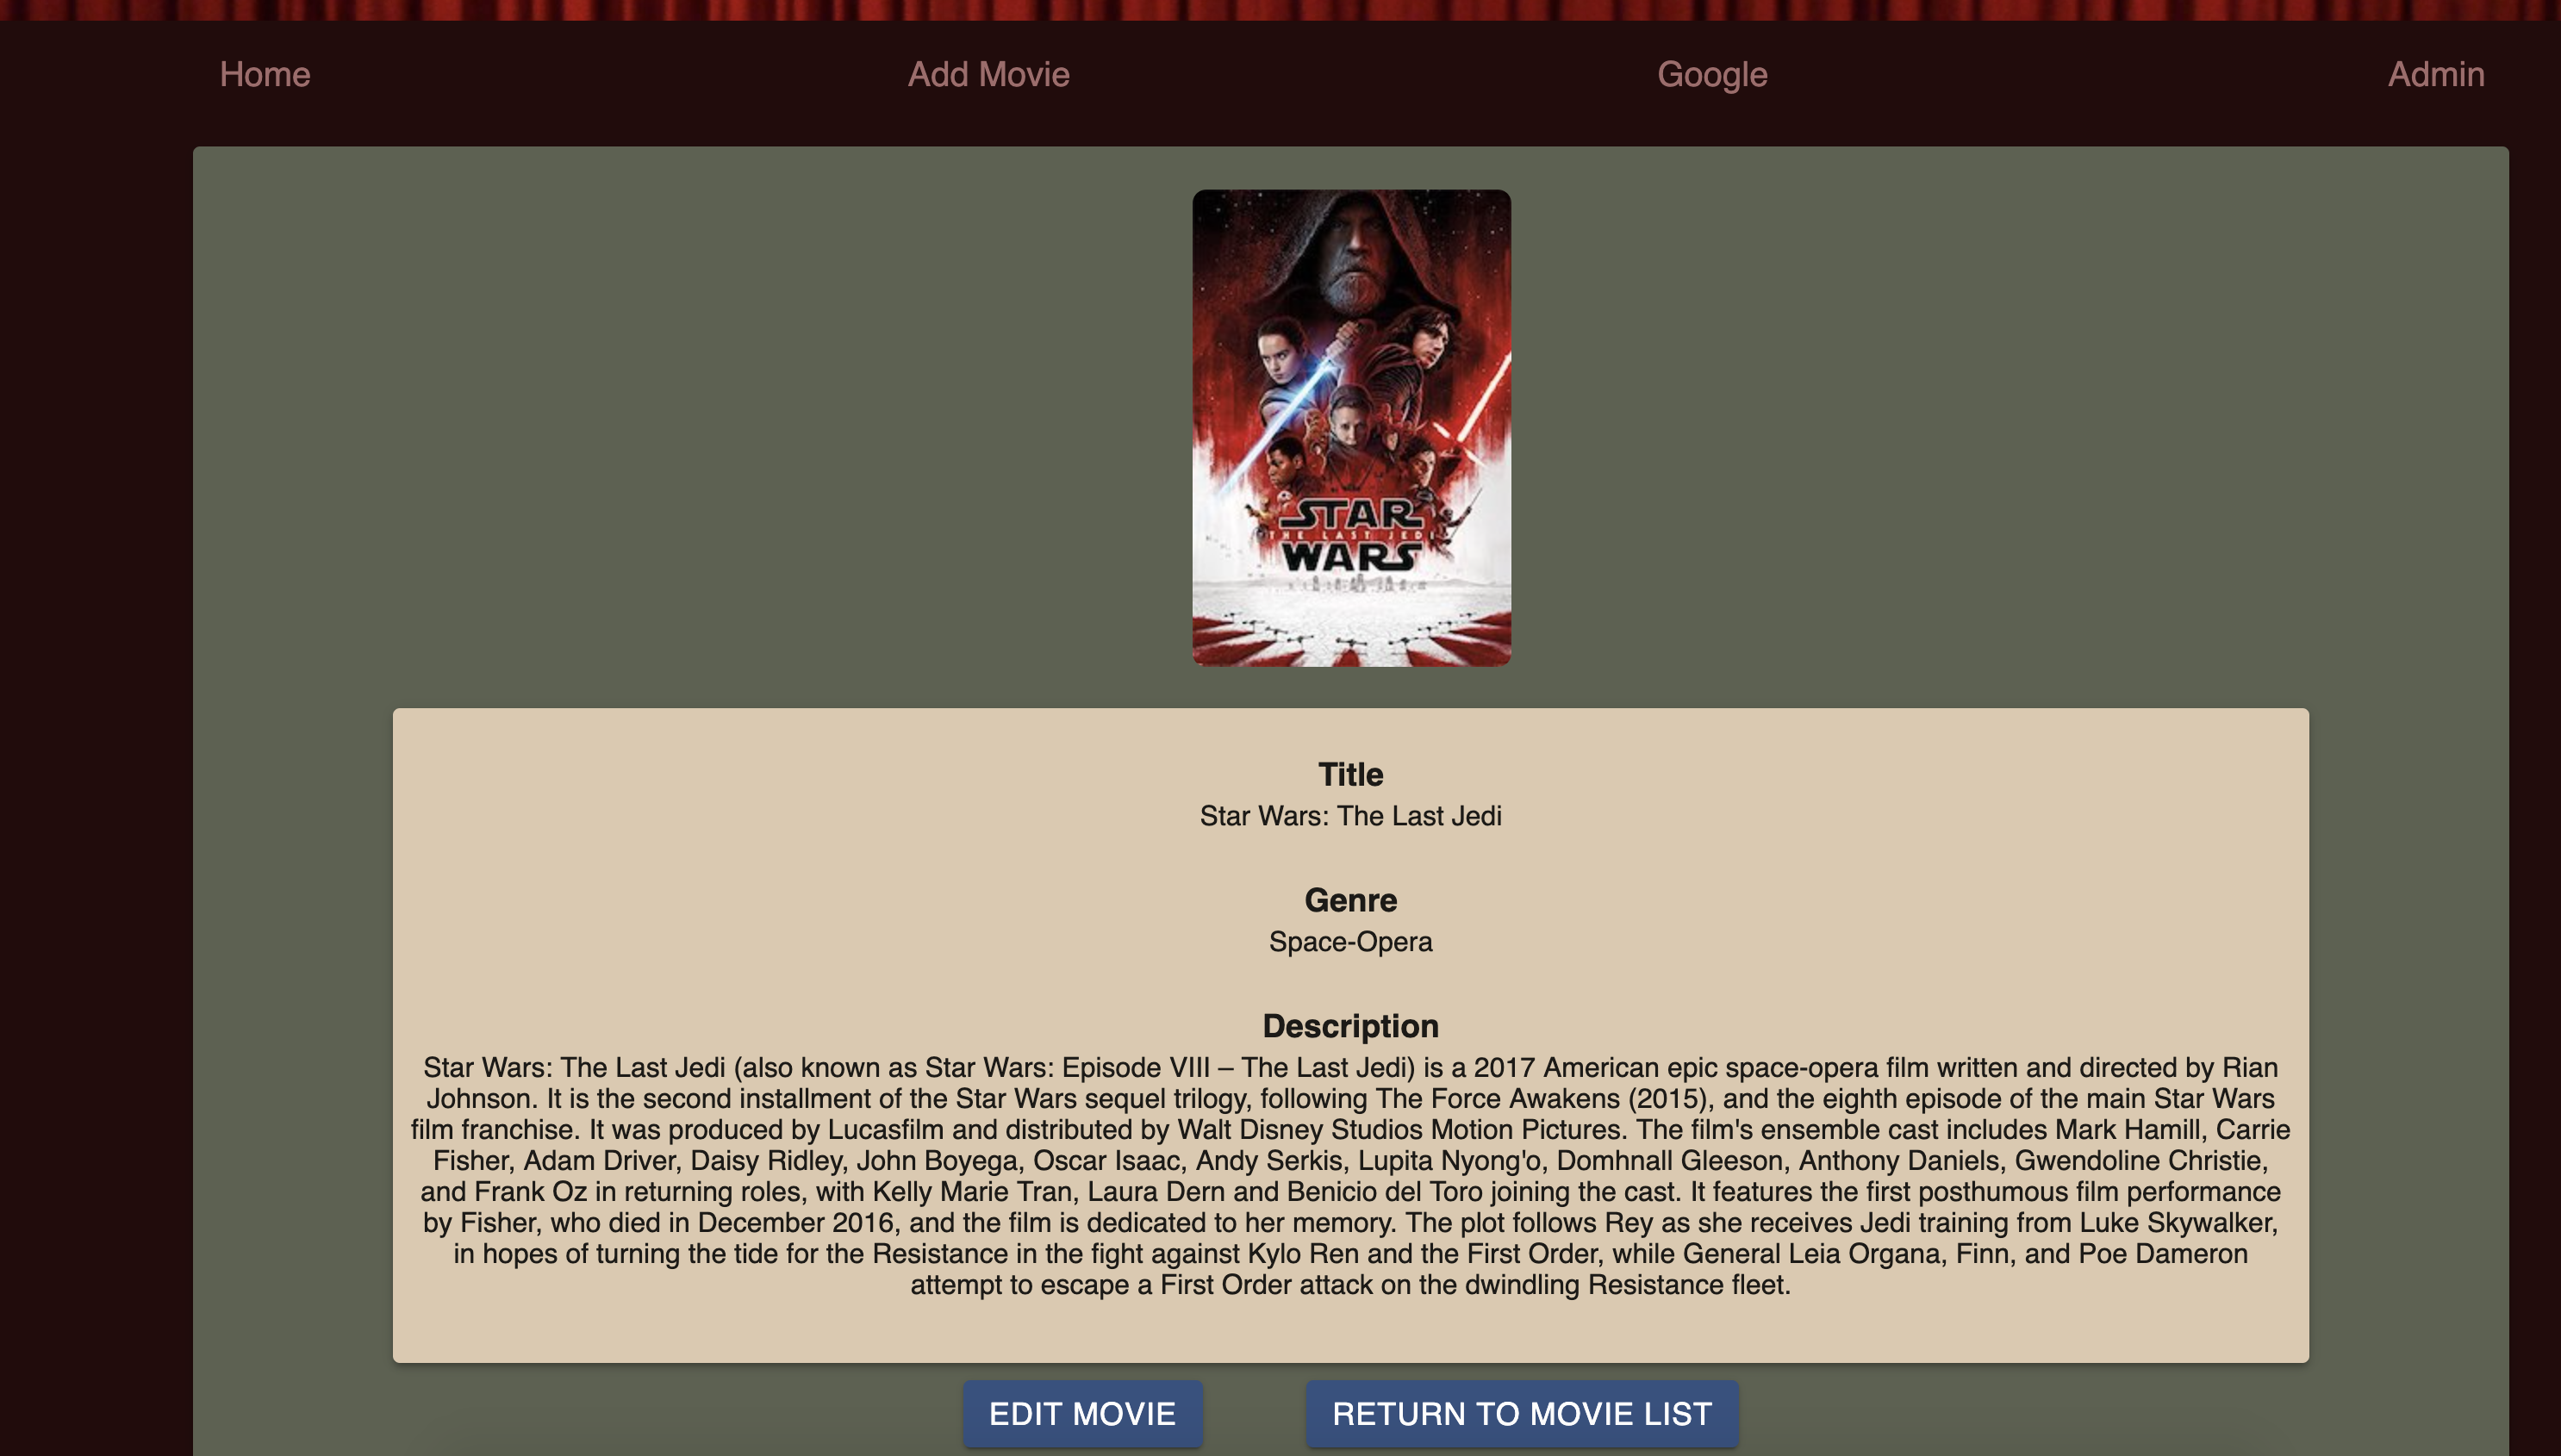 Home Add Movie Google Admin
STAR
THE LAST JEDI
WARS
Title
Star Wars: The Last Jedi
Genre
Space-Opera
Description
Star Wars: The Last Jedi (also known as Star Wars: Episode VIII – The Last Jedi) is a 2017 American epic space-opera film written and directed by Rian
Johnson. It is the second installment of the Star Wars sequel trilogy, following The Force Awakens (2015), and the eighth episode of the main Star Wars
film franchise. It was produced by Lucasfilm and distributed by Walt Disney Studios Motion Pictures. The film's ensemble cast includes Mark Hamill, Carrie
Fisher, Adam Driver, Daisy Ridley, John Boyega, Oscar Isaac, Andy Serkis, Lupita Nyong'o, Domhnall Gleeson, Anthony Daniels, Gwendoline Christie,
and Frank Oz in returning roles, with Kelly Marie Tran, Laura Dern and Benicio del Toro joining the cast. It features the first posthumous film performance
by Fisher, who died in December 2016, and the film is dedicated to her memory. The plot follows Rey as she receives Jedi training from Luke Skywalker,
in hopes of turning the tide for the Resistance in the fight against Kylo Ren and the First Order, while General Leia Organa, Finn, and Poe Dameron
attempt to escape a First Order attack on the dwindling Resistance fleet.
EDIT MOVIE RETURN TO MOVIE LIST